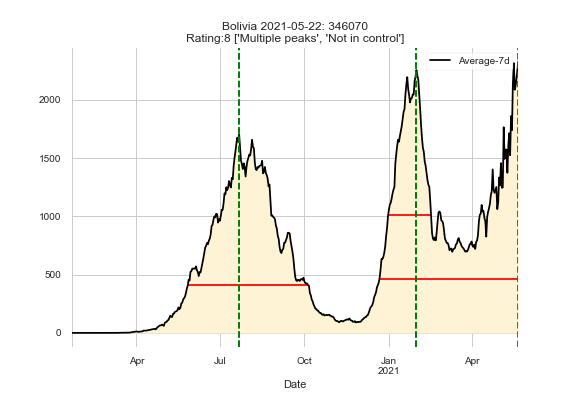 Bolivia 2021-05-22: 346070
Rating:8 ['Multiple peaks', 'Not in control']
Average-7d
2000
1500
1000
500
0
Apr Jul Oct Jan Apr
2021
Date